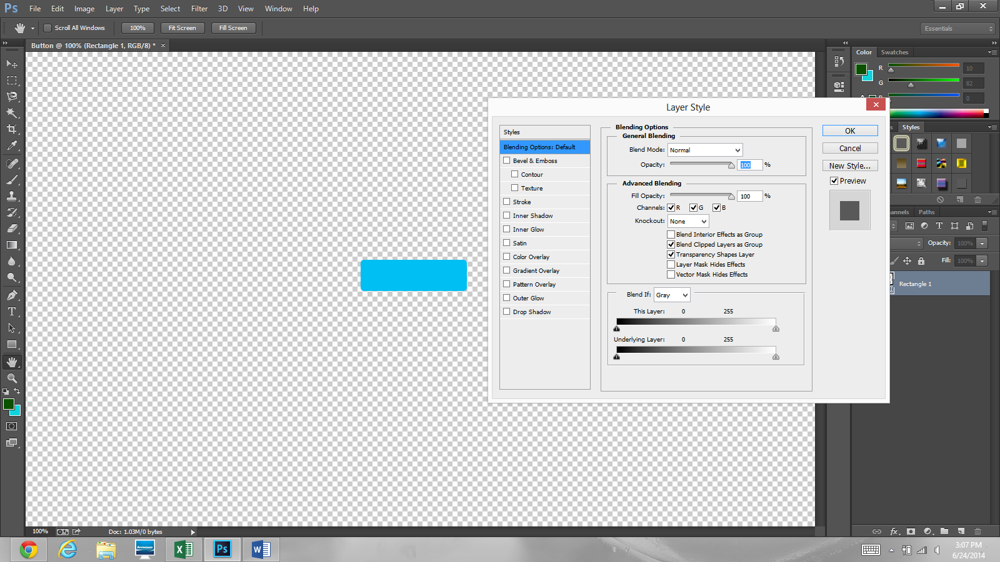 Ps File Edit Image Layer Type Select Filter 3D View Window Help
Scroll All Windows 100% Fit Screen Fill Screen Essentials
Button @ 100% (Rectangle 1, RGB/8) * ×
Color Swatches
R 10
G 82
0
Layer Style
Styles
OK
Cancel
New Style...
Preview
Styles
Blending Options: Default
Bevel & Emboss
Contour
Texture
Stroke
Inner Shadow
Inner Glow
Satin
Color Overlay
Gradient Overlay
Pattern Overlay
Outer Glow
Drop Shadow
Blending Options
General Blending
Blend Mode: Normal
Opacity: 100 %
Advanced Blending
Fill Opacity: 100 %
Channels: R G B
Knockout: None
Blend Interior Effects as Group
Blend Clipped Layers as Group
Transparency Shapes Layer
Layer Mask Hides Effects
Vector Mask Hides Effects
Blend If: Gray
This Layer: 0 255
Underlying Layer: 0 255
annels Paths
Opacity: 100%
Fill: 100%
Rectangle 1
fx
100% Doc: 1.03M/0 bytes
lenovo
Ps
3:07 PM
6/24/2014